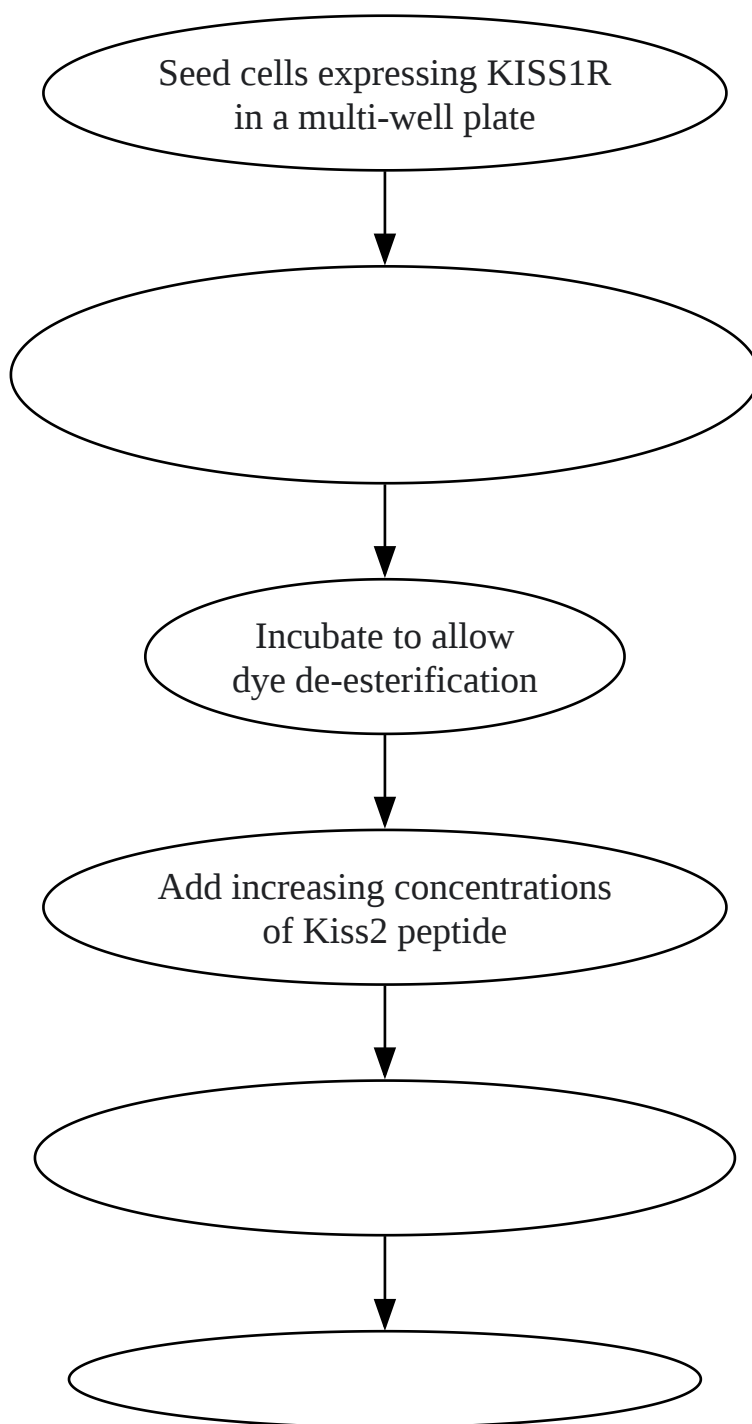 Seed cells expressing KISS1R
in a multi-well plate
Incubate to allow
dye de-esterification
Add increasing concentrations
of Kiss2 peptide